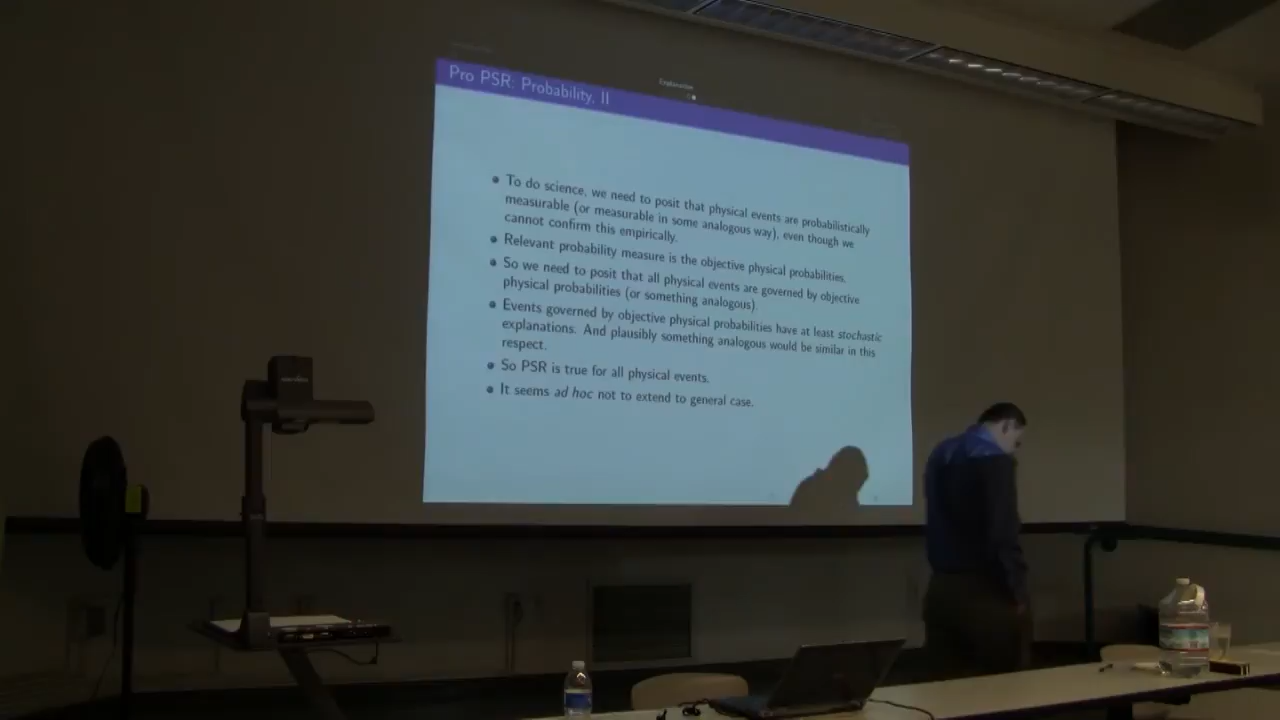 Explanation
Pro PSR: Probability, II
To do science, we need to posit that physical events are probabilistically
measurable (or measurable in some analogous way), even though we
cannot confirm this empirically.
Relevant probability measure is the objective physical probabilities.
So we need to posit that all physical events are governed by objective
physical probabilities (or something analogous).
Events governed by objective physical probabilities have at least stochastic
explanations. And plausibly something analogous would be similar in this
respect.
So PSR is true for all physical events.
It seems ad hoc not to extend to general case.